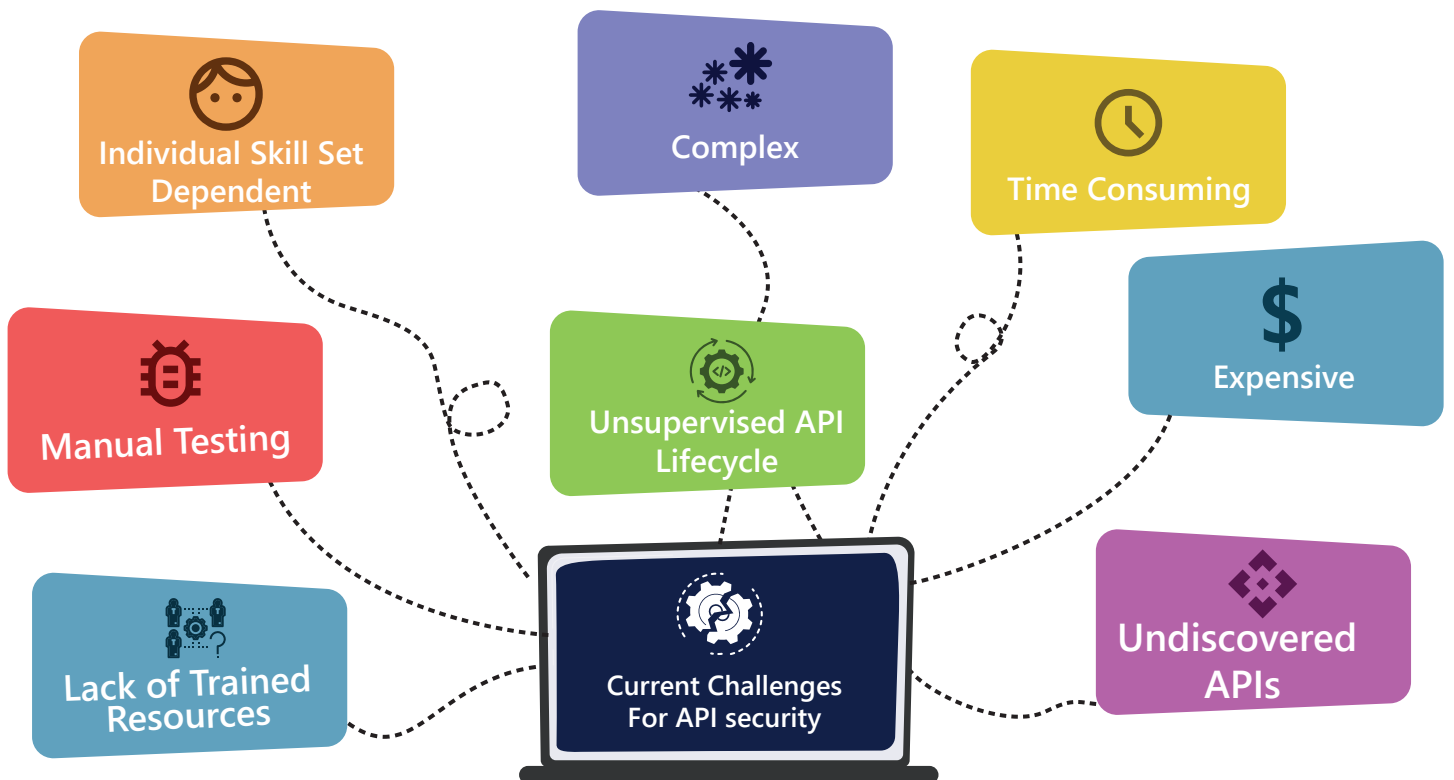 Individual Skill Set
Dependent
Complex
Time Consuming
Expensive
Manual Testing
Unsupervised API
Lifecycle
Undiscovered
APIs
Lack of Trained
Resources
Current Challenges
For API security